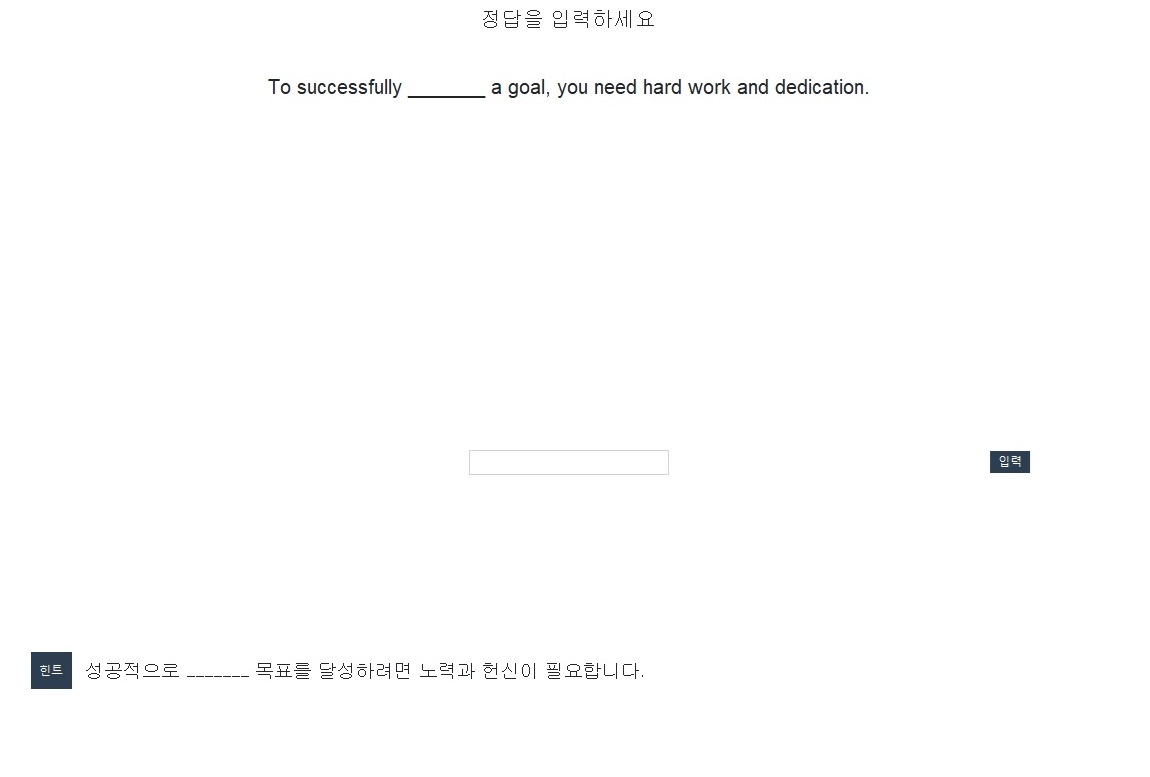 정답을 입력하세요
To successfully _______ a goal, you need hard work and dedication.
입력
힌트 성공적으로 _______ 목표를 달성하려면 노력과 헌신이 필요합니다.